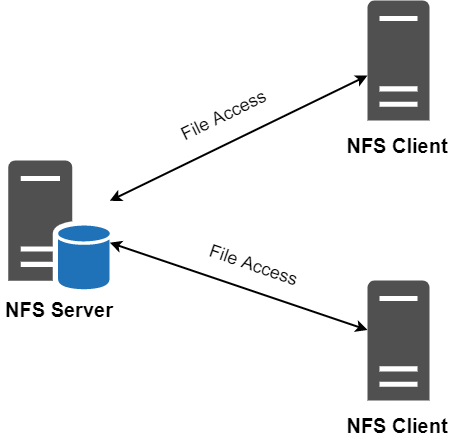 File Access
NFS Client
NFS Server
File Access
NFS Client